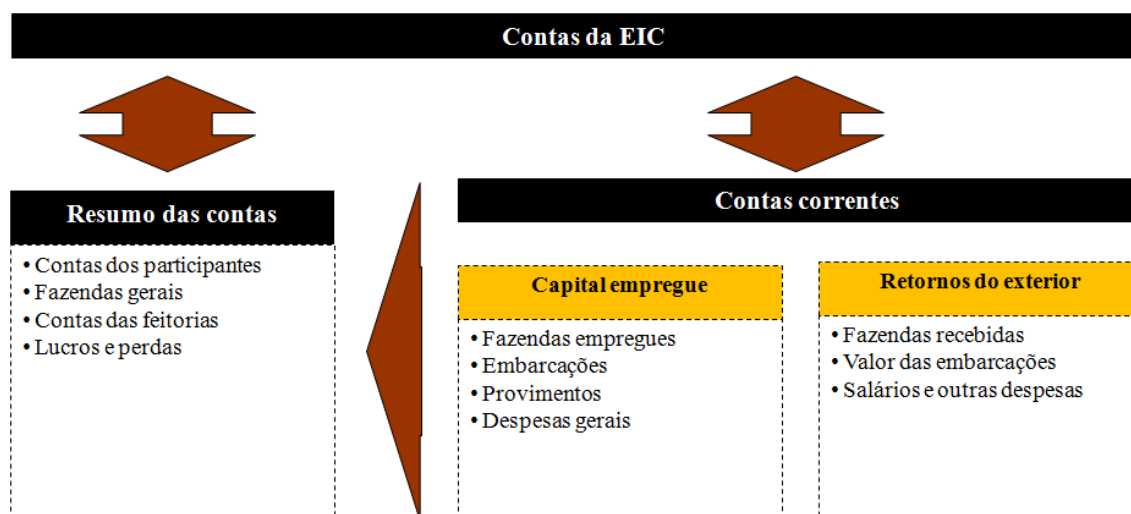 Contas da EIC
Resumo das contas
• Contas dos participantes
• Fazendas gerais
• Contas das feitorias
• Lucros e perdas
Contas correntes
Capital empregue
• Fazendas empregues
• Embarcações
• Provimentos
• Despesas gerais
Retornos do exterior
• Fazendas recebidas
• Valor das embarcações
• Salários e outras despesas